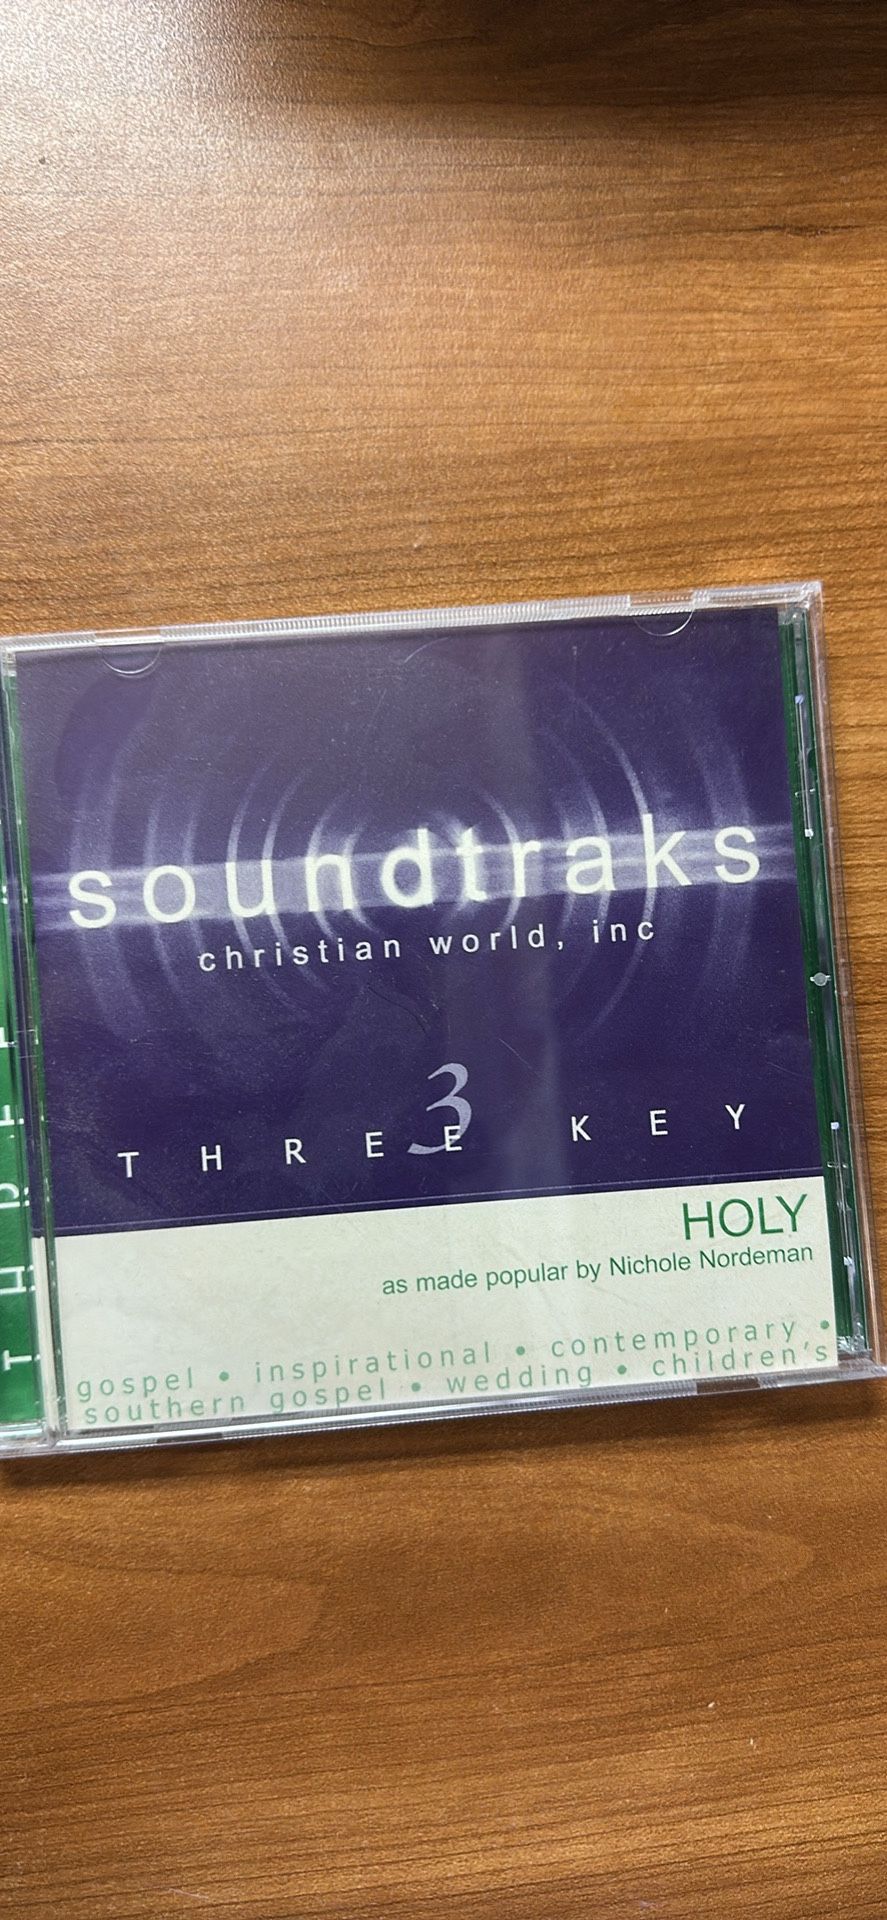 soundtraks
christian world, inc
3
THREE KEY
HOLY
as made popular by Nichole Nordeman
gospel • inspirational • contemporary •
southern gospel • wedding • children's